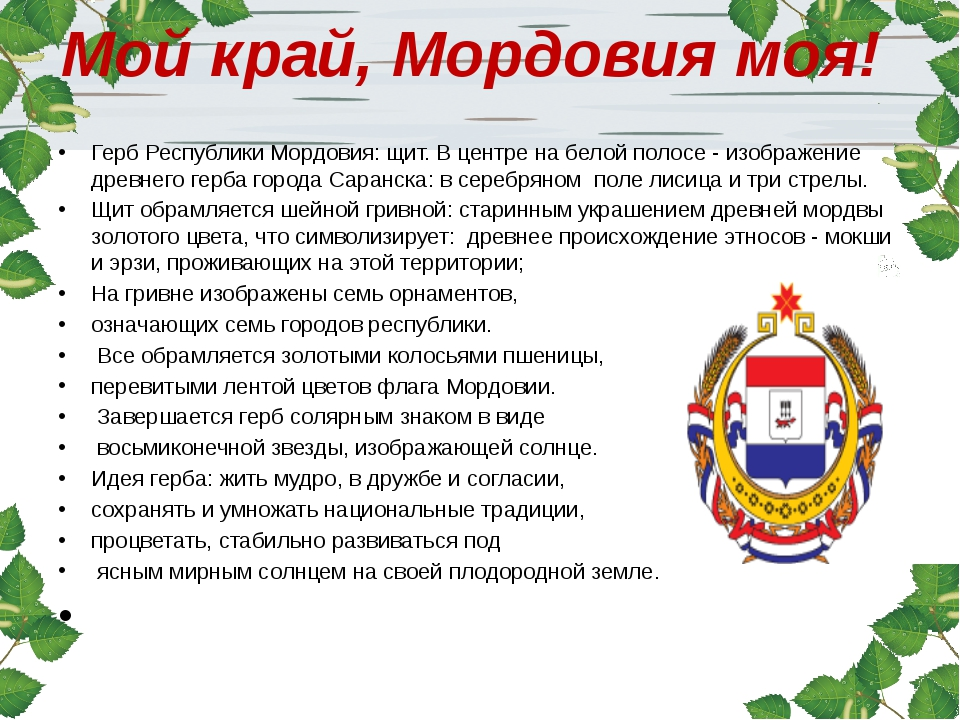 Мой край, Мордовия моя!
• Герб Республики Мордовия: щит. В центре на белой полосе - изображение
древнего герба города Саранска: в серебряном поле лисица и три стрелы.
• Щит обрамляется шейной гривной: старинным украшением древней мордвы
золотого цвета, что символизирует: древнее происхождение этносов - мокши
и эрзи, проживающих на этой территории;
• На гривне изображены семь орнаментов,
• означающих семь городов республики.
• Все обрамляется золотыми колосьями пшеницы,
• перевитыми лентой цветов флага Мордовии.
• Завершается герб солярным знаком в виде
• восьмиконечной звезды, изображающей солнце.
• Идея герба: жить мудро, в дружбе и согласии,
• сохранять и умножать национальные традиции,
• процветать, стабильно развиваться под
• ясным мирным солнцем на своей плодородной земле.
•